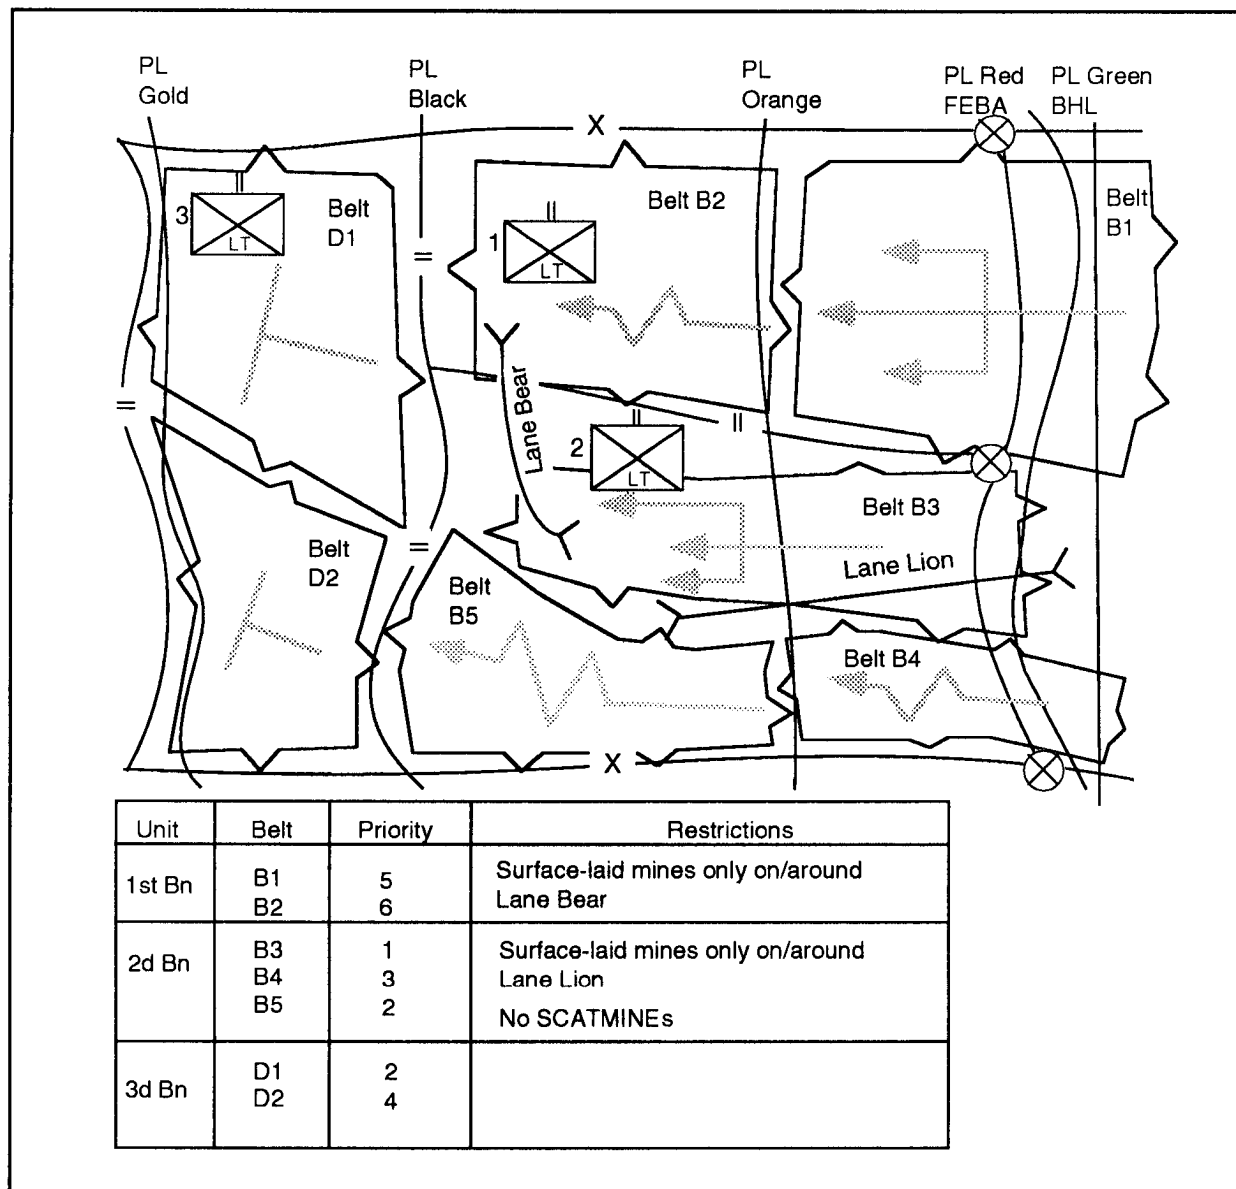 PL
Gold
PL
Black
PL
Orange
PL Red
FEBA
PL Green
BHL
X
3
LT
Belt
D1
1
LT
Belt B2
Belt
B1
Lane Bear
2
LT
Belt B3
Belt
D2
Belt
B5
Lane Lion
Belt B4
X
Unit Belt Priority Restrictions
1st Bn B1 5 Surface-laid mines only on/around
B2 6 Lane Bear
2d Bn B3 1 Surface-laid mines only on/around
B4 3 Lane Lion
B5 2 No SCATMINEs
3d Bn D1 2
D2 4